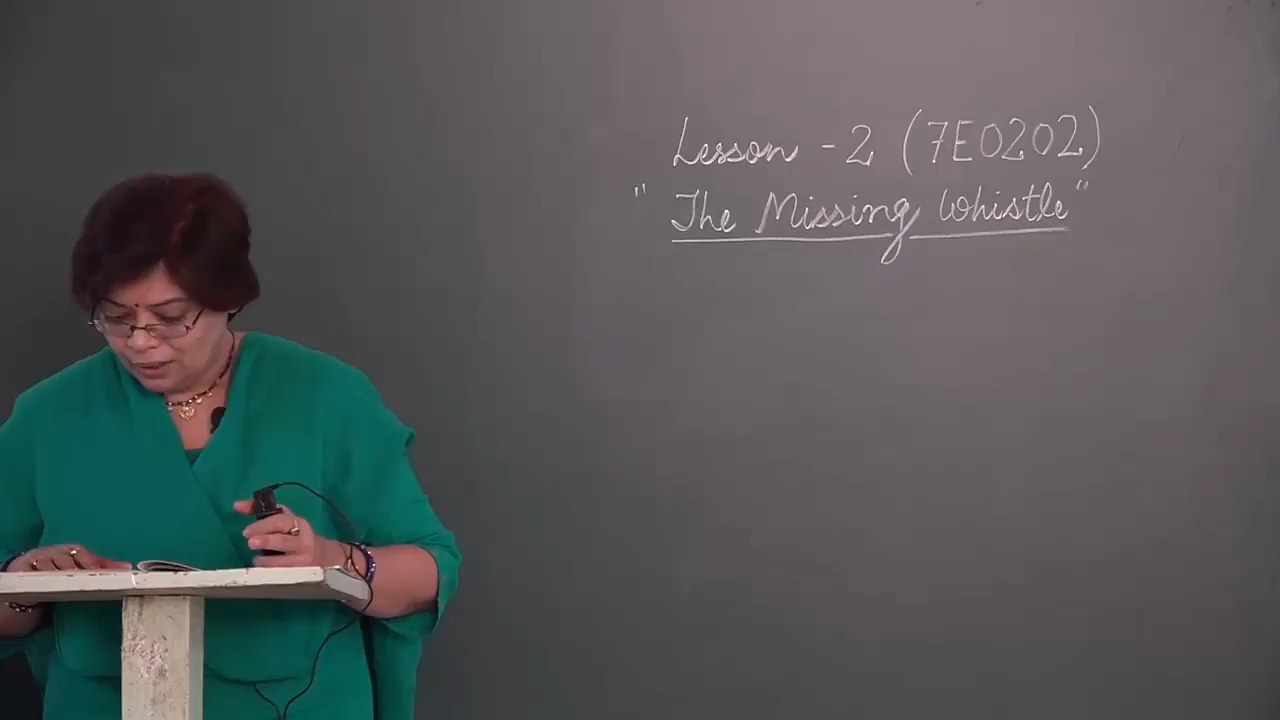 Lesson - 2 (7E0202)
" The Missing Whistle "